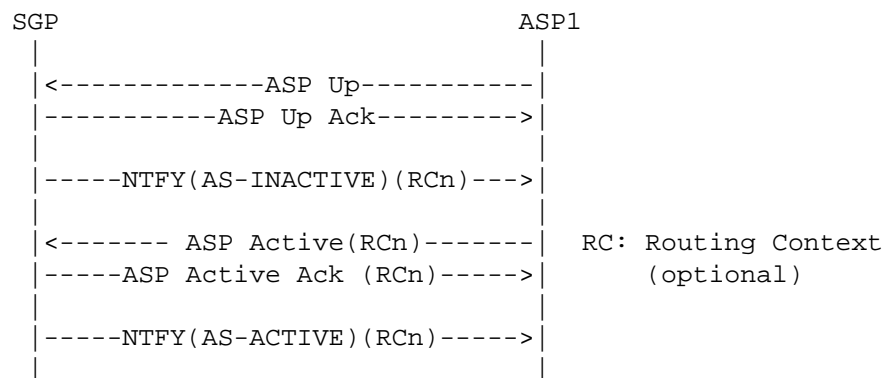 SGP                             ASP1
 |                               |
 |<-------------ASP Up-----------|
 |-----------ASP Up Ack--------->|
 |                               |
 |-----NTFY(AS-INACTIVE)(RCn)--->|
 |                               |
 |<------- ASP Active(RCn)-------|  RC: Routing Context
 |-----ASP Active Ack (RCn)----->|      (optional)
 |                               |
 |-----NTFY(AS-ACTIVE)(RCn)----->|
 |                               |